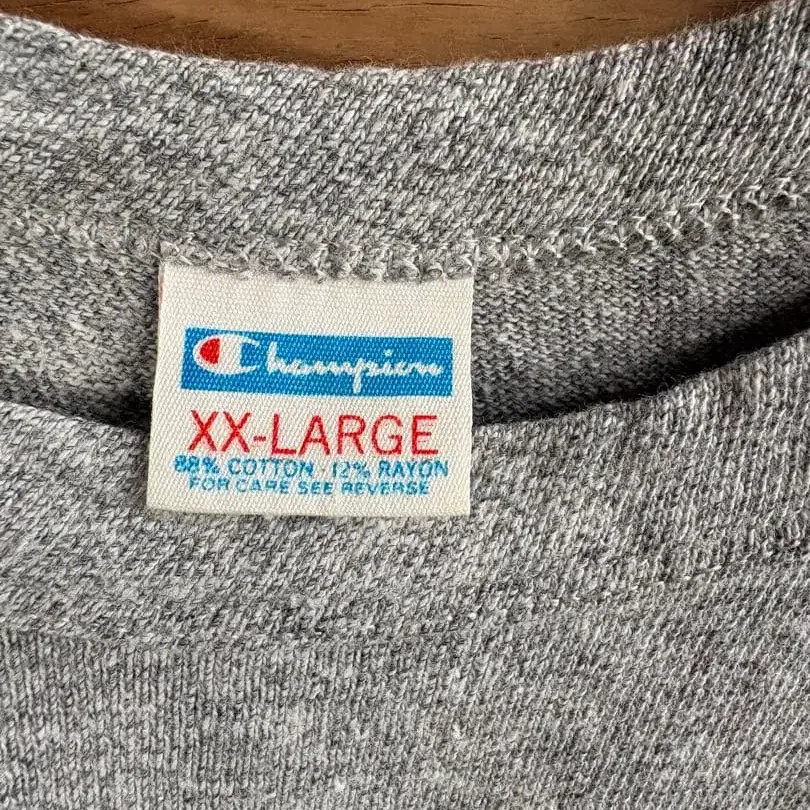 Champion
XX-LARGE
88% COTTON · 12% RAYON
FOR CARE SEE REVERSE